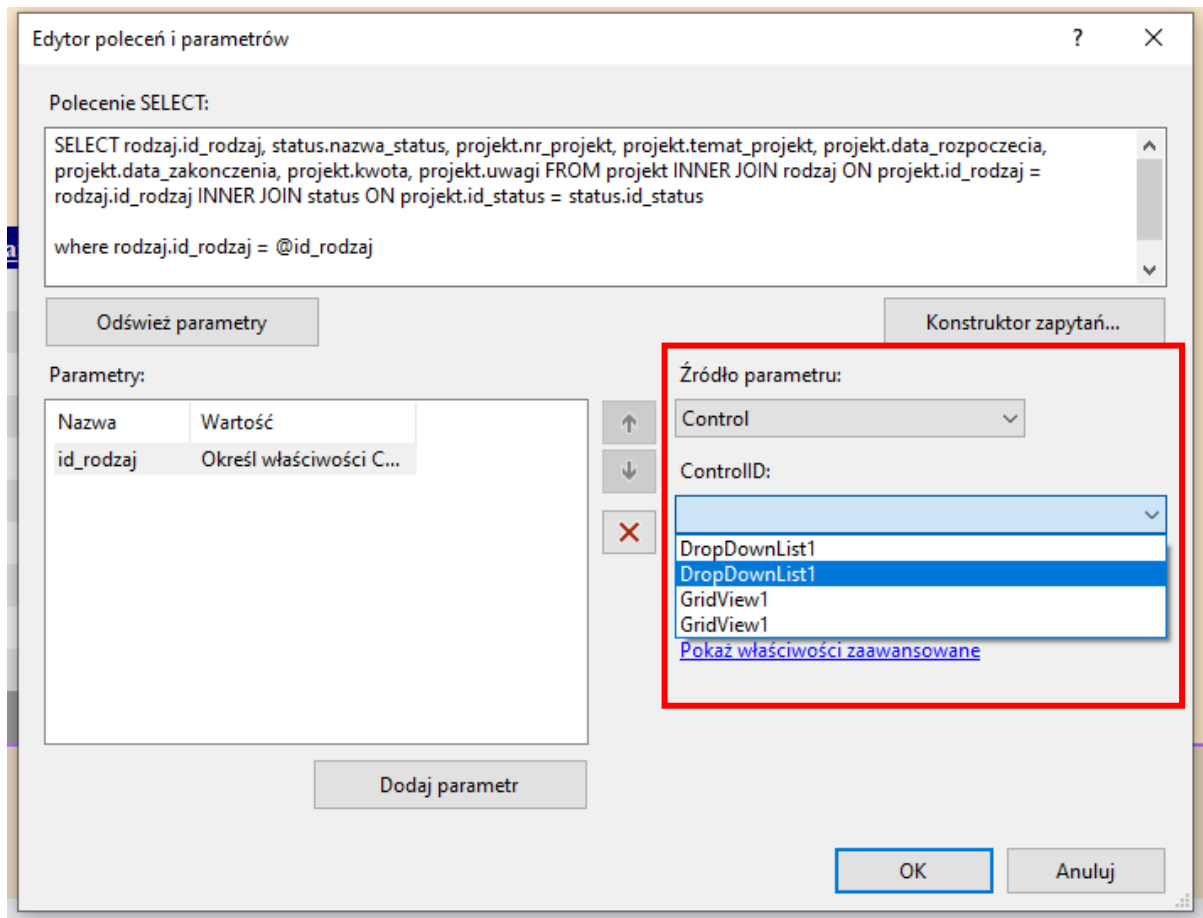 Edytor poleceń i parametrów
?
Polecenie SELECT:
SELECT rodzaj.id_rodzaj, status.nazwa_status, projekt.nr_projekt, projekt.temat_projekt, projekt.data_rozpoczecia,
projekt.data_zakonczenia, projekt.kwota, projekt.uwagi FROM projekt INNER JOIN rodzaj ON projekt.id_rodzaj =
rodzaj.id_rodzaj INNER JOIN status ON projekt.id_status = status.id_status
where rodzaj.id_rodzaj = @id_rodzaj
a
Odśwież parametry
Konstruktor zapytań...
Parametry:
Nazwa Wartość
id_rodzaj Określ właściwości C...
Źródło parametru:
Control
ControlID:
DropDownList1
DropDownList1
GridView1
GridView1
Pokaż właściwości zaawansowane
Dodaj parametr
OK
Anuluj